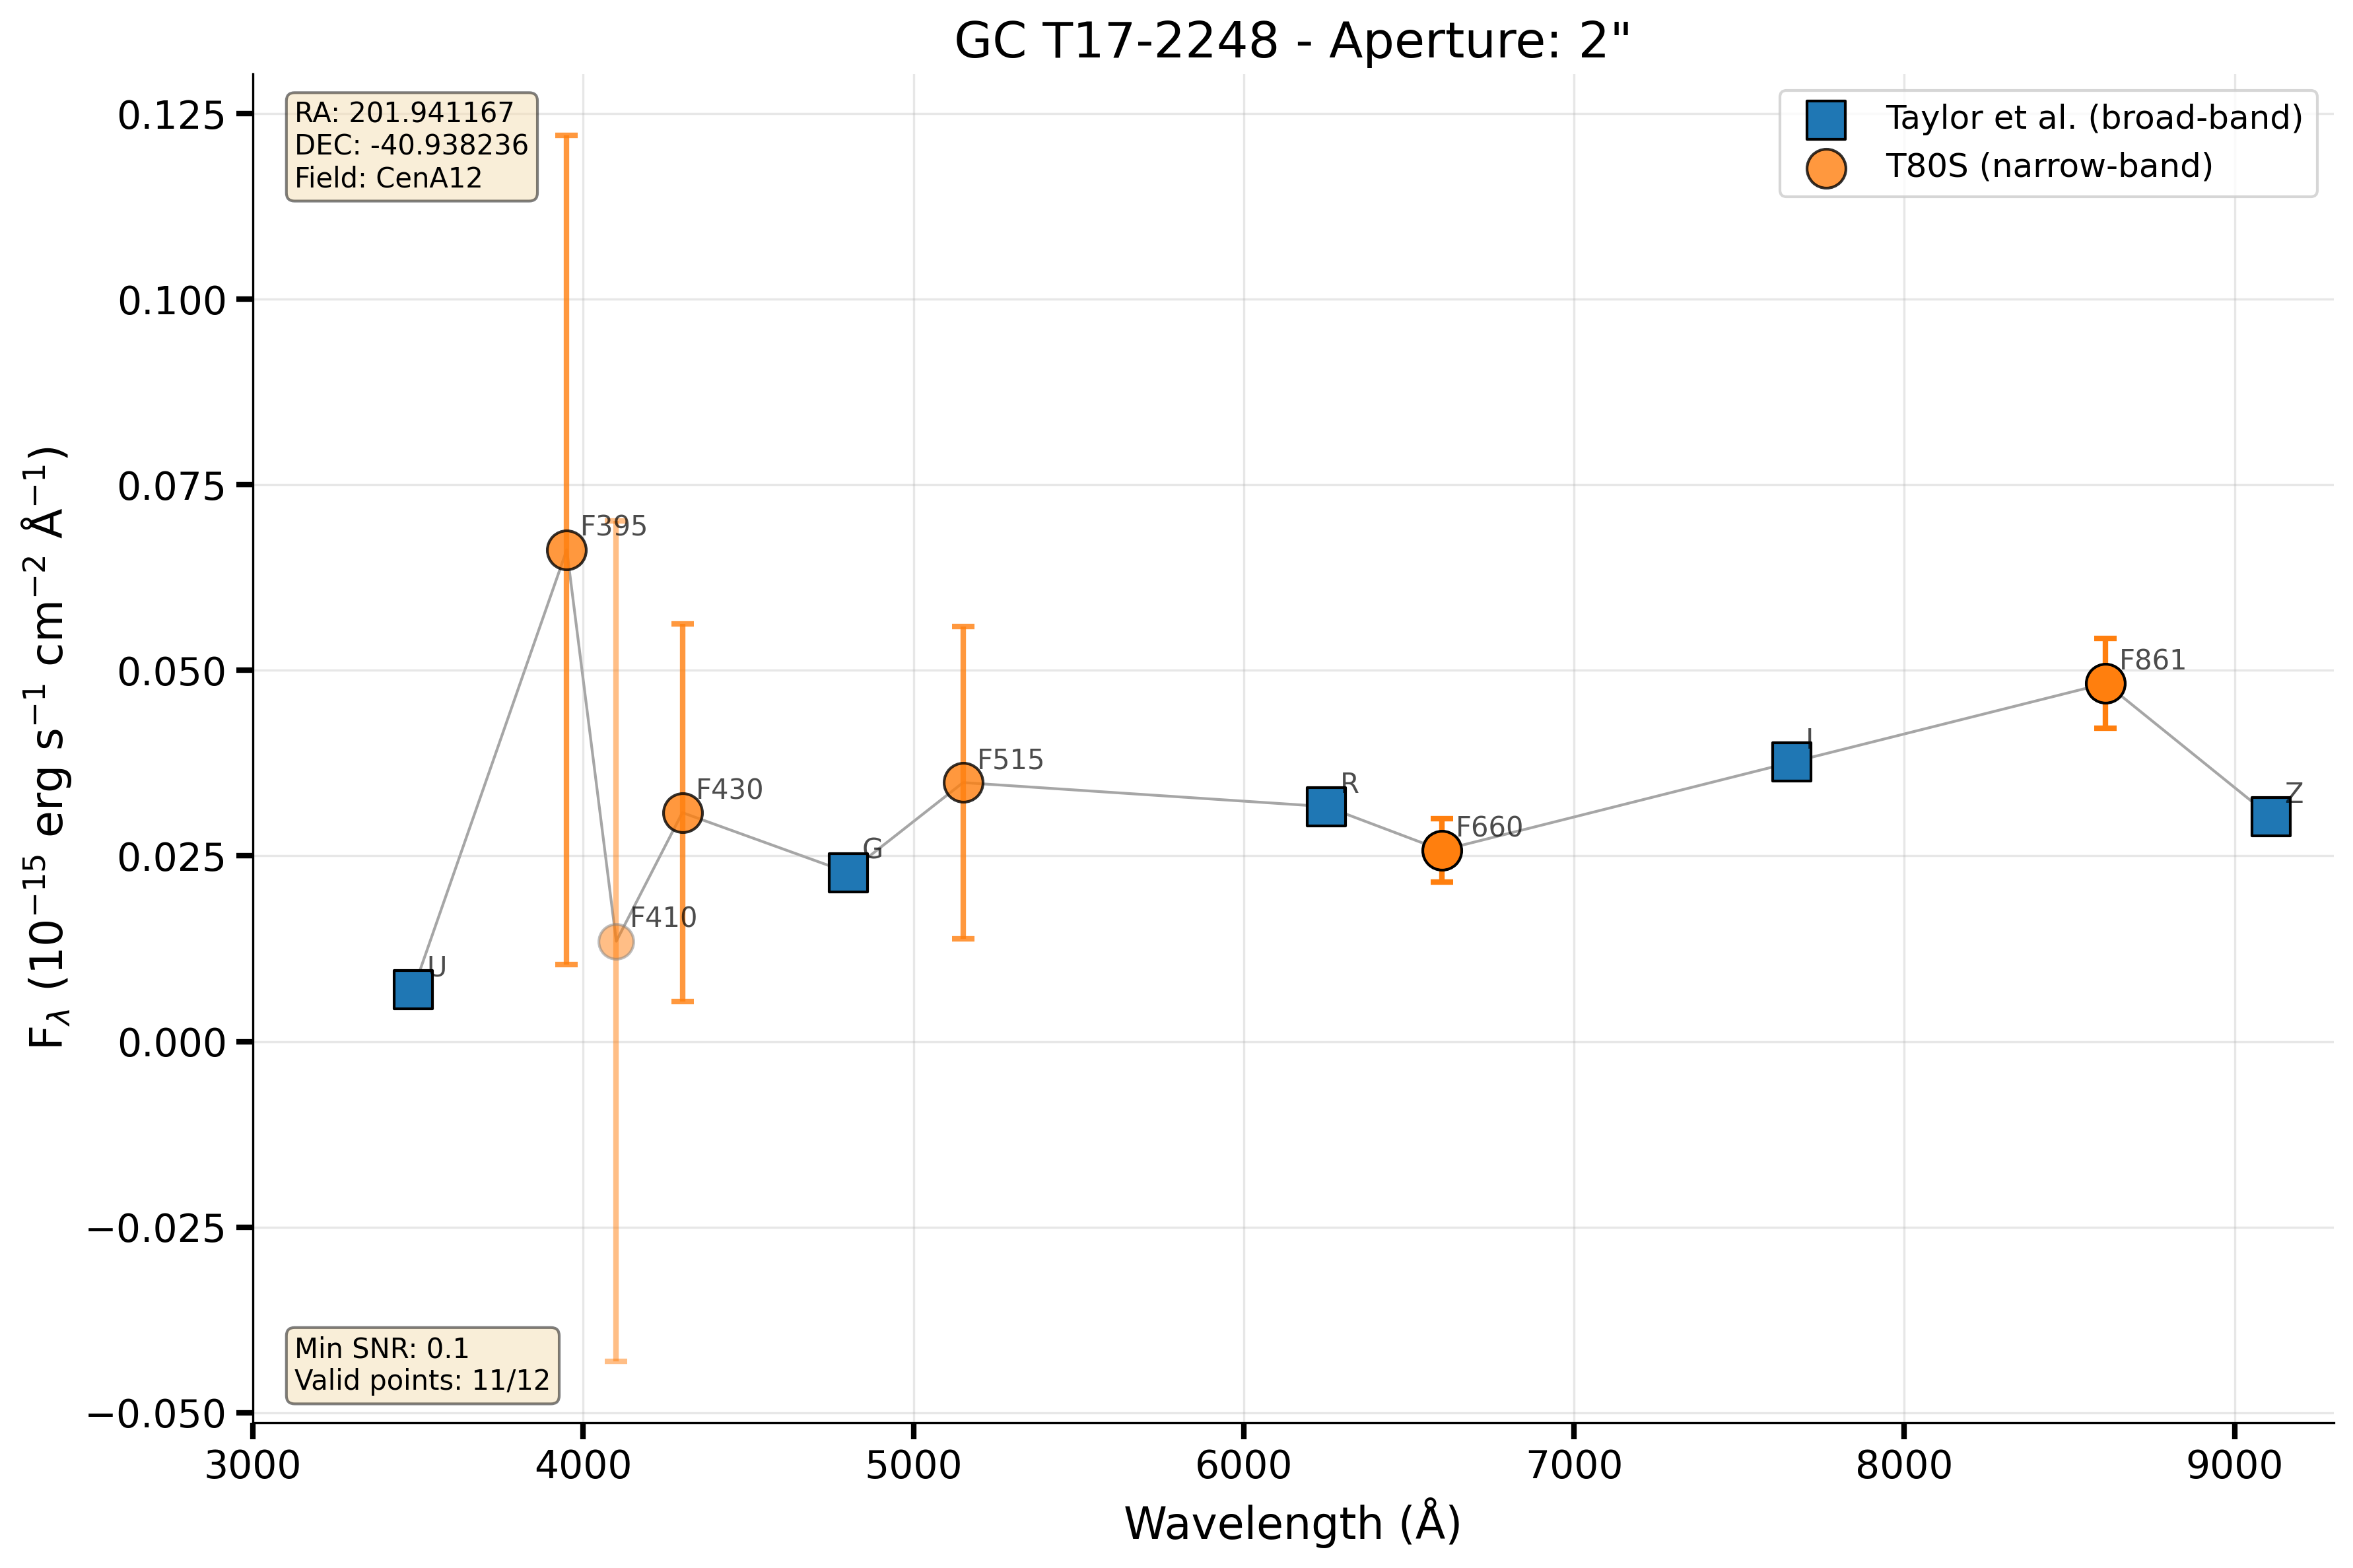 GC T17-2248 - Aperture: 2"
RA: 201.941167
DEC: -40.938236
Field: CenA12
Taylor et al. (broad-band)
T80S (narrow-band)
F_λ (10⁻¹⁵ erg s⁻¹ cm⁻² Å⁻¹)
0.125
0.100
0.075
0.050
0.025
0.000
−0.025
−0.050
U
F395
F410
F430
G
F515
R
F660
I
F861
Z
Min SNR: 0.1
Valid points: 11/12
3000
4000
5000
6000
7000
8000
9000
Wavelength (Å)